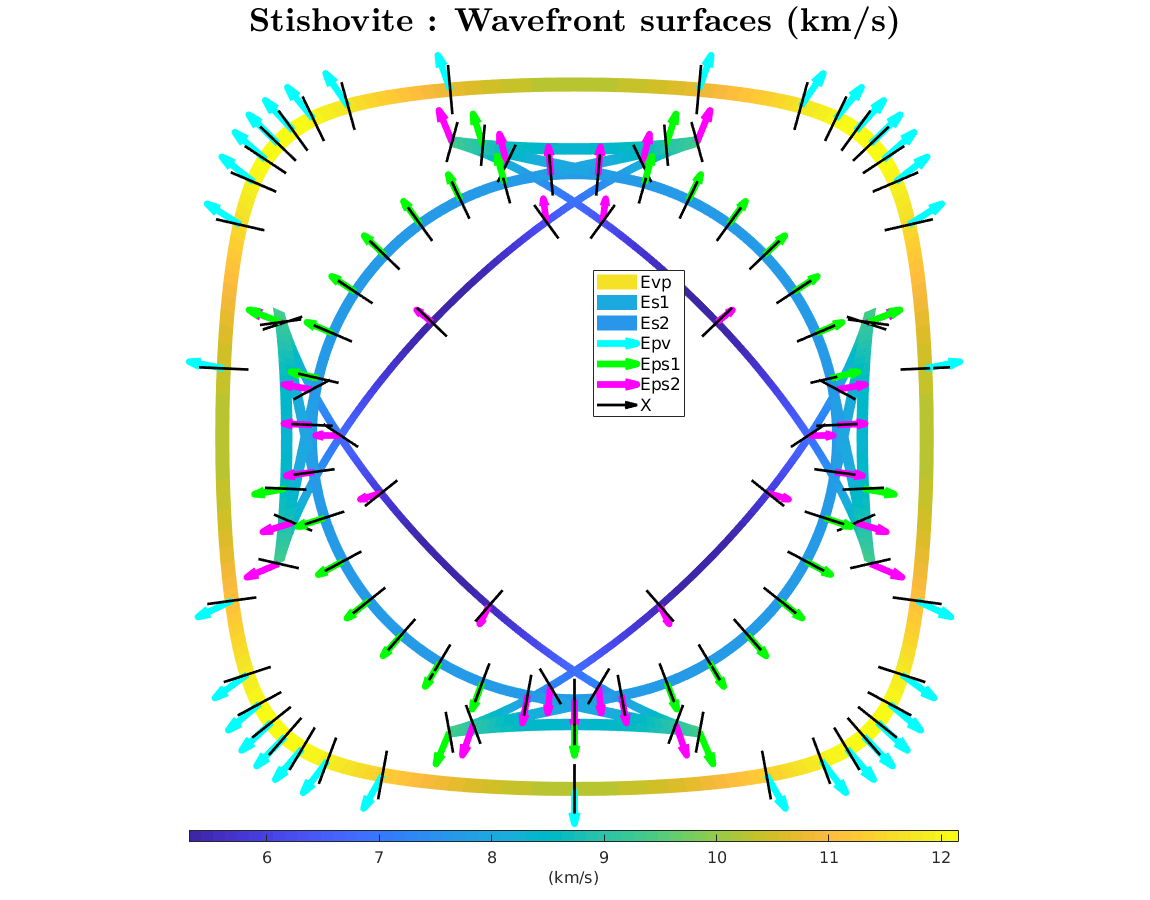 Stishovite : Wavefront surfaces (km/s)
Evp
Es1
Es2
Epv
Eps1
Eps2
X
6 7 8 9 10 11 12
(km/s)